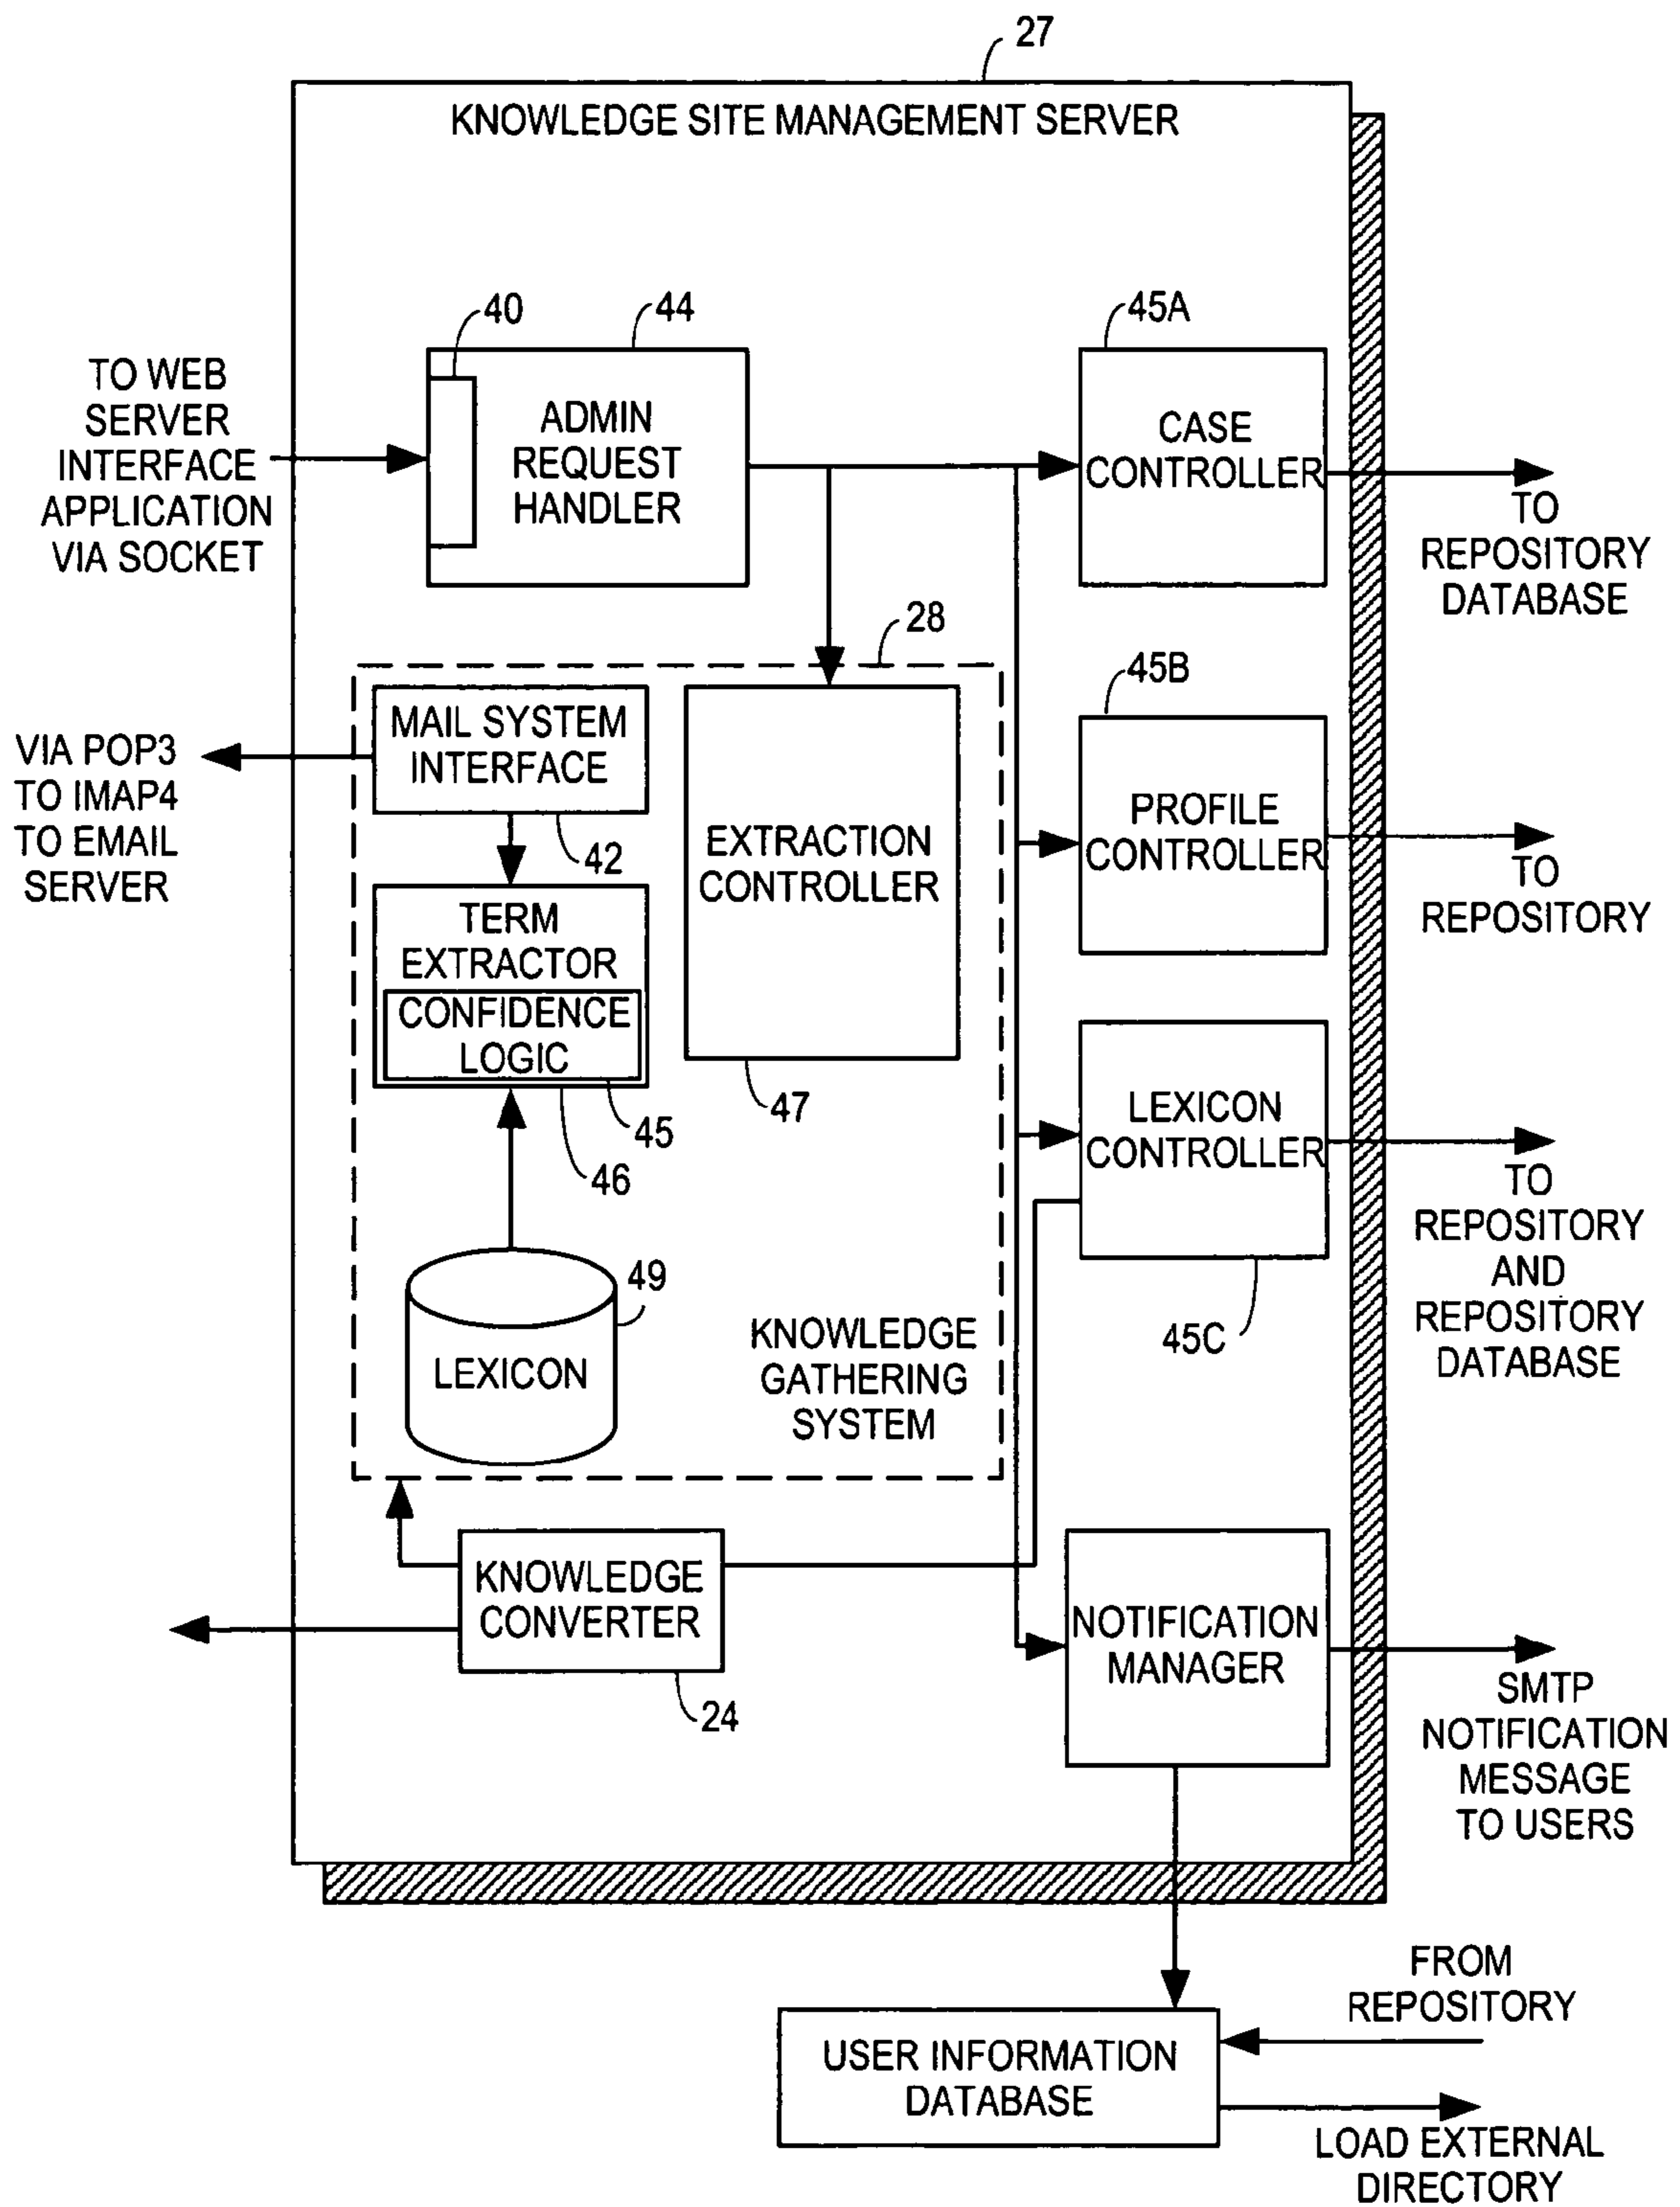 27
KNOWLEDGE SITE MANAGEMENT SERVER
40
44
45A
TO WEB
SERVER
INTERFACE
APPLICATION
VIA SOCKET
ADMIN
REQUEST
HANDLER
CASE
CONTROLLER
TO
REPOSITORY
DATABASE
28
45B
MAIL SYSTEM
INTERFACE
VIA POP3
TO IMAP4
TO EMAIL
SERVER
42
EXTRACTION
CONTROLLER
PROFILE
CONTROLLER
TO
REPOSITORY
TERM
EXTRACTOR
CONFIDENCE
LOGIC
47
45
46
LEXICON
CONTROLLER
TO
REPOSITORY
AND
REPOSITORY
DATABASE
49
LEXICON
KNOWLEDGE
GATHERING
SYSTEM
45C
KNOWLEDGE
CONVERTER
24
NOTIFICATION
MANAGER
SMTP
NOTIFICATION
MESSAGE
TO USERS
FROM
REPOSITORY
USER INFORMATION
DATABASE
LOAD EXTERNAL
DIRECTORY